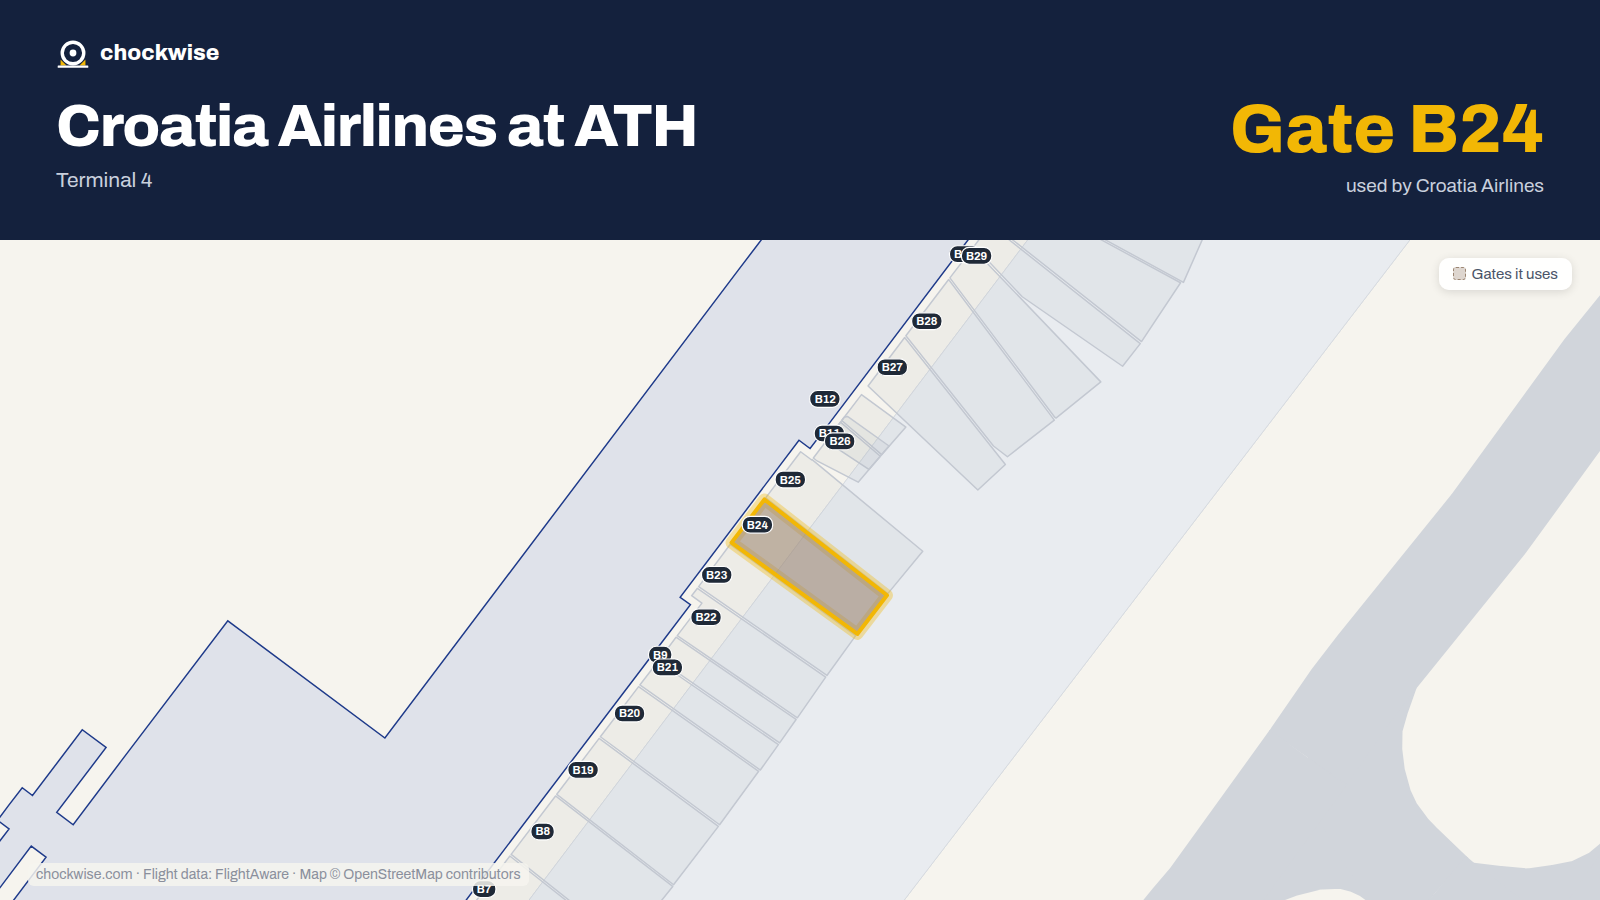 chockwise
Croatia Airlines at ATH
Terminal 4
Gate B24
used by Croatia Airlines
Gates it uses
B29
B28
B27
B12
B26
B25
B24
B23
B22
B9
B21
B20
B19
B8
B7
chockwise.com · Flight data: FlightAware · Map © OpenStreetMap contributors